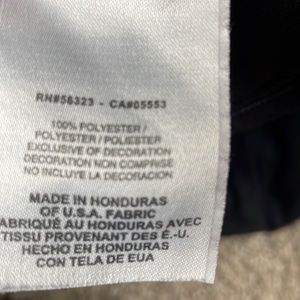 RN#56323 - CA#05553
100% POLYESTER /
POLYESTER / POLIESTER
EXCLUSIVE OF DECORATION
DECORATION NON COMPRISE
NO INCLUYE LA DECORACION
MADE IN HONDURAS
OF U.S.A. FABRIC
FABRIQUÉ AU HONDURAS AVEC
TISSU PROVENANT DES É.-U.
HECHO EN HONDURAS
CON TELA DE EUA